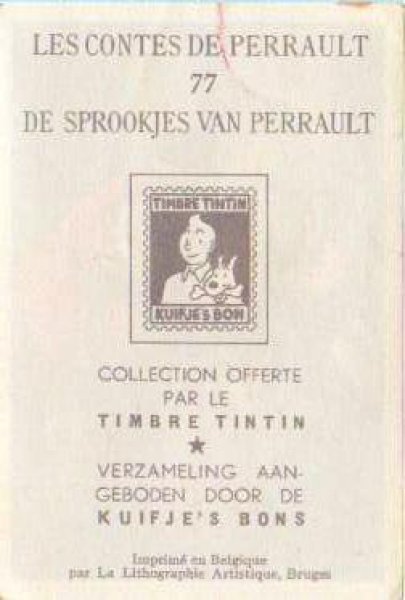 LES CONTES DE PERRAULT
77
DE SPROOKJES VAN PERRAULT
TIMBRE TINTIN
KUIFJE'S BON
COLLECTION OFFERTE
PAR LE
TIMBRE TINTIN
★
VERZAMELING AAN-
GEBODEN DOOR DE
KUIFJE'S BONS
Imprimé en Belgique
par La Lithographie Artistique, Bruges